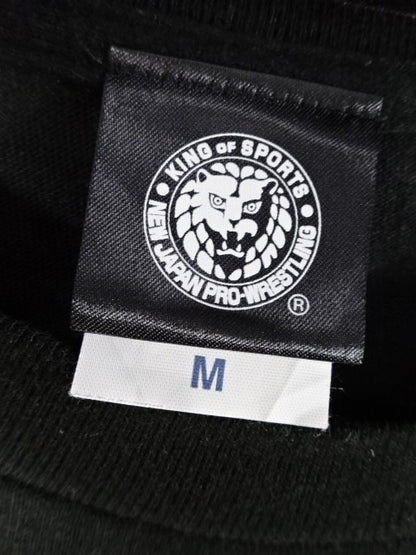 • KING OF SPORTS •
NEW JAPAN PRO-WRESTLING
®
M